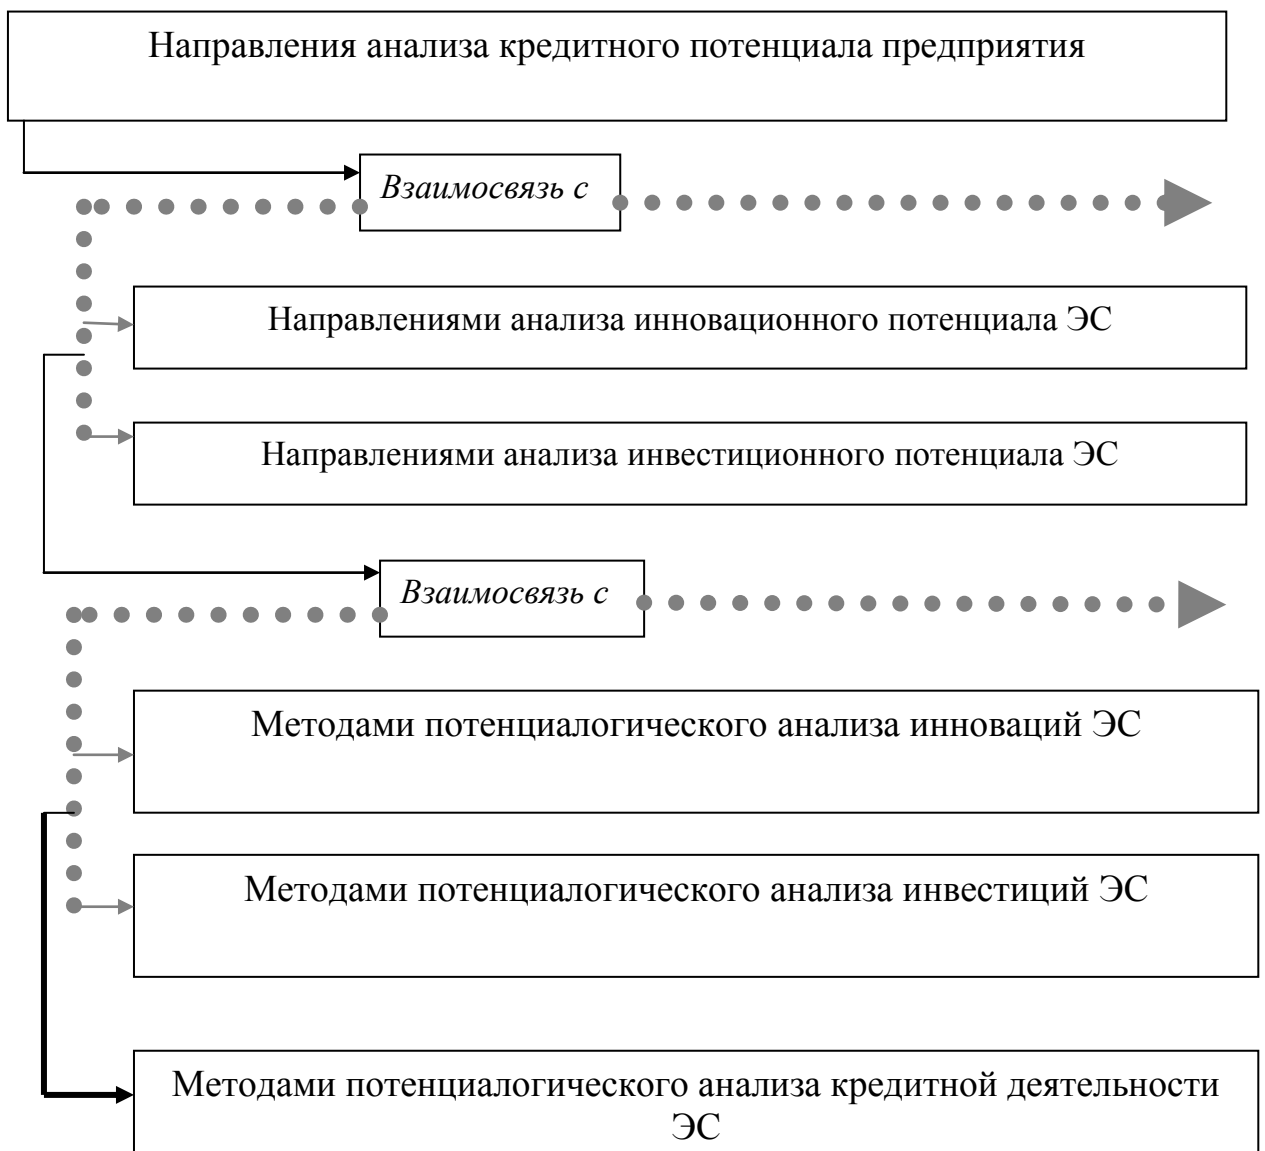 Направления анализа кредитного потенциала предприятия
Взаимосвязь с
Направлениями анализа инновационного потенциала ЭС
Направлениями анализа инвестиционного потенциала ЭС
Взаимосвязь с
Методами потенциалогического анализа инноваций ЭС
Методами потенциалогического анализа инвестиций ЭС
Методами потенциалогического анализа кредитной деятельности
ЭС